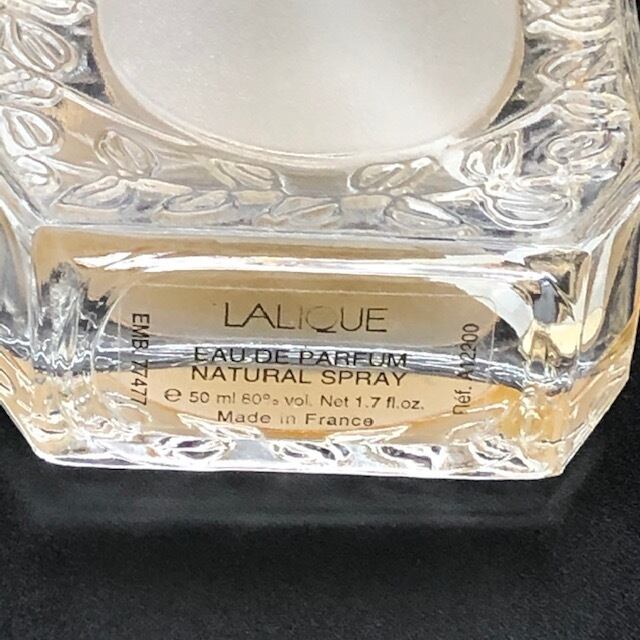 LALIQUE
EAU DE PARFUM
NATURAL SPRAY
℮ 50 ml 80% vol. Net 1.7 fl.oz.
Made in France
EMB. 77477
Réf.